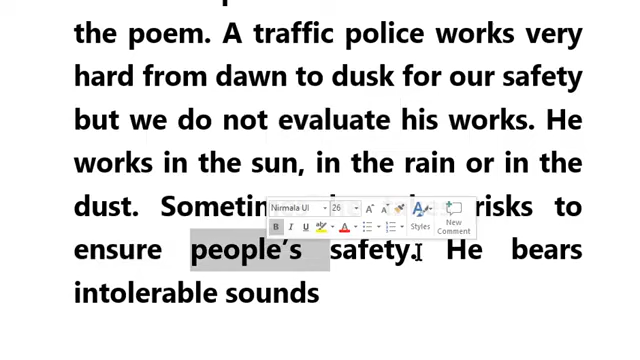 the poem. A traffic police works very
hard from dawn to dusk for our safety
but we do not evaluate his works. He
works in the sun, in the rain or in the
dust. risks to
Nirmala UI 26 A A A
B I U A Styles New Comment
ensure people's safety. He bears
intolerable sounds